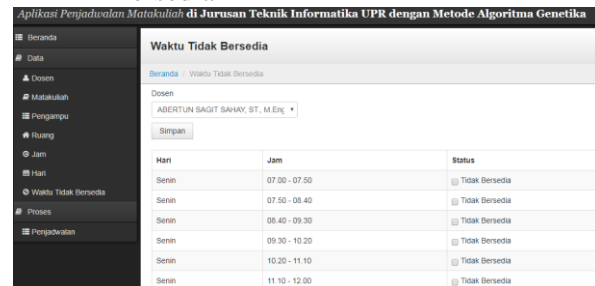 Aplikasi Penjadwalan Matakuliah di Jurusan Teknik Informatika UPR dengan Metode Algoritma Genetika
Beranda
Data
Dosen
Matakuliah
Pengampu
Ruang
Jam
Hari
Waktu Tidak Bersedia
Proses
Penjadwalan
Waktu Tidak Bersedia
Beranda / Waktu Tidak Bersedia
Dosen
ABERTUN SAGIT SAHAY, ST., M.Eng
Simpan
Hari Jam Status
Senin 07.00 - 07.50 Tidak Bersedia
Senin 07.50 - 08.40 Tidak Bersedia
Senin 08.40 - 09.30 Tidak Bersedia
Senin 09.30 - 10.20 Tidak Bersedia
Senin 10.20 - 11.10 Tidak Bersedia
Senin 11.10 - 12.00 Tidak Bersedia